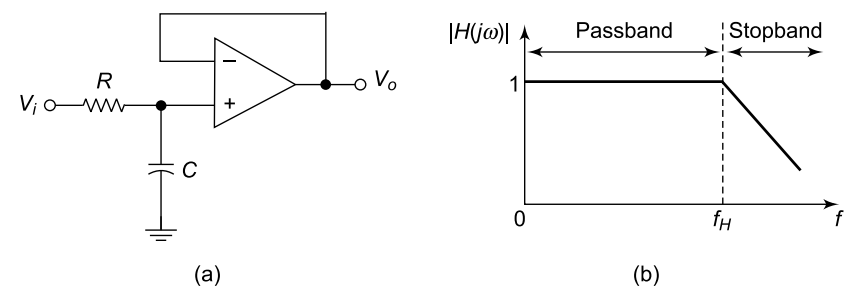 R
V_i
C
−
+
V_o
(a)
|H(jω)|
Passband
Stopband
1
0
f_H
f
(b)